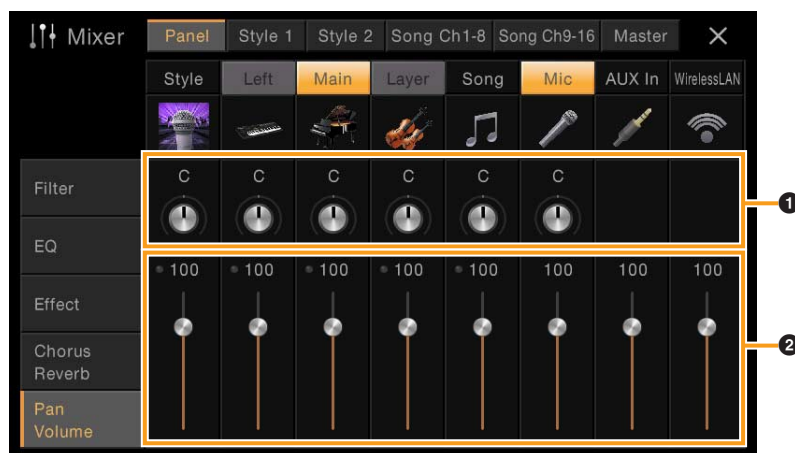 Mixer Panel Style 1 Style 2 Song Ch1-8 Song Ch9-16 Master
Style Left Main Layer Song Mic AUX In WirelessLAN
Filter
C C C C C C
1
EQ
100 100 100 100 100 100 100 100
Effect
Chorus
Reverb
2
Pan
Volume